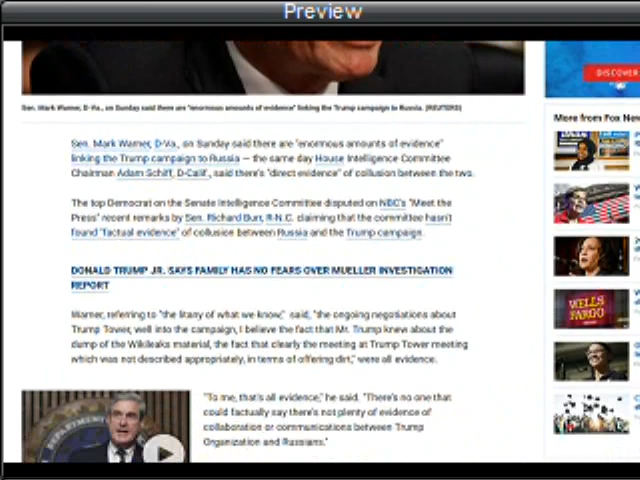 Preview
Sen. Mark Warner, D-Va., on Sunday said there are "enormous amounts of evidence" linking the Trump campaign to Russia. (REUTERS)
DISCOVER
More from Fox New
Sen. Mark Warner, D-Va., on Sunday said there are "enormous amounts of evidence"
linking the Trump campaign to Russia — the same day House Intelligence Committee
Chairman Adam Schiff, D-Calif., said there's "direct evidence" of collusion between the two.
The top Democrat on the Senate Intelligence Committee disputed on NBC's "Meet the
Press" recent remarks by Sen. Richard Burr, R-N.C. claiming that the committee hasn't
found "factual evidence" of collusion between Russia and the Trump campaign.
DONALD TRUMP JR. SAYS FAMILY HAS NO FEARS OVER MUELLER INVESTIGATION
REPORT
WELLS
FARGO
Warner, referring to "the litany of what we know," said, "the ongoing negotiations about
Trump Tower, well into the campaign, I believe the fact that Mr. Trump knew about the
dump of the Wikileaks material, the fact that clearly the meeting at Trump Tower meeting
which was not described appropriately, in terms of offering dirt," were all evidence.
"To me, that's all evidence," he said. "There's no one that
could factually say there's not plenty of evidence of
collaboration or communications between Trump
Organization and Russians."